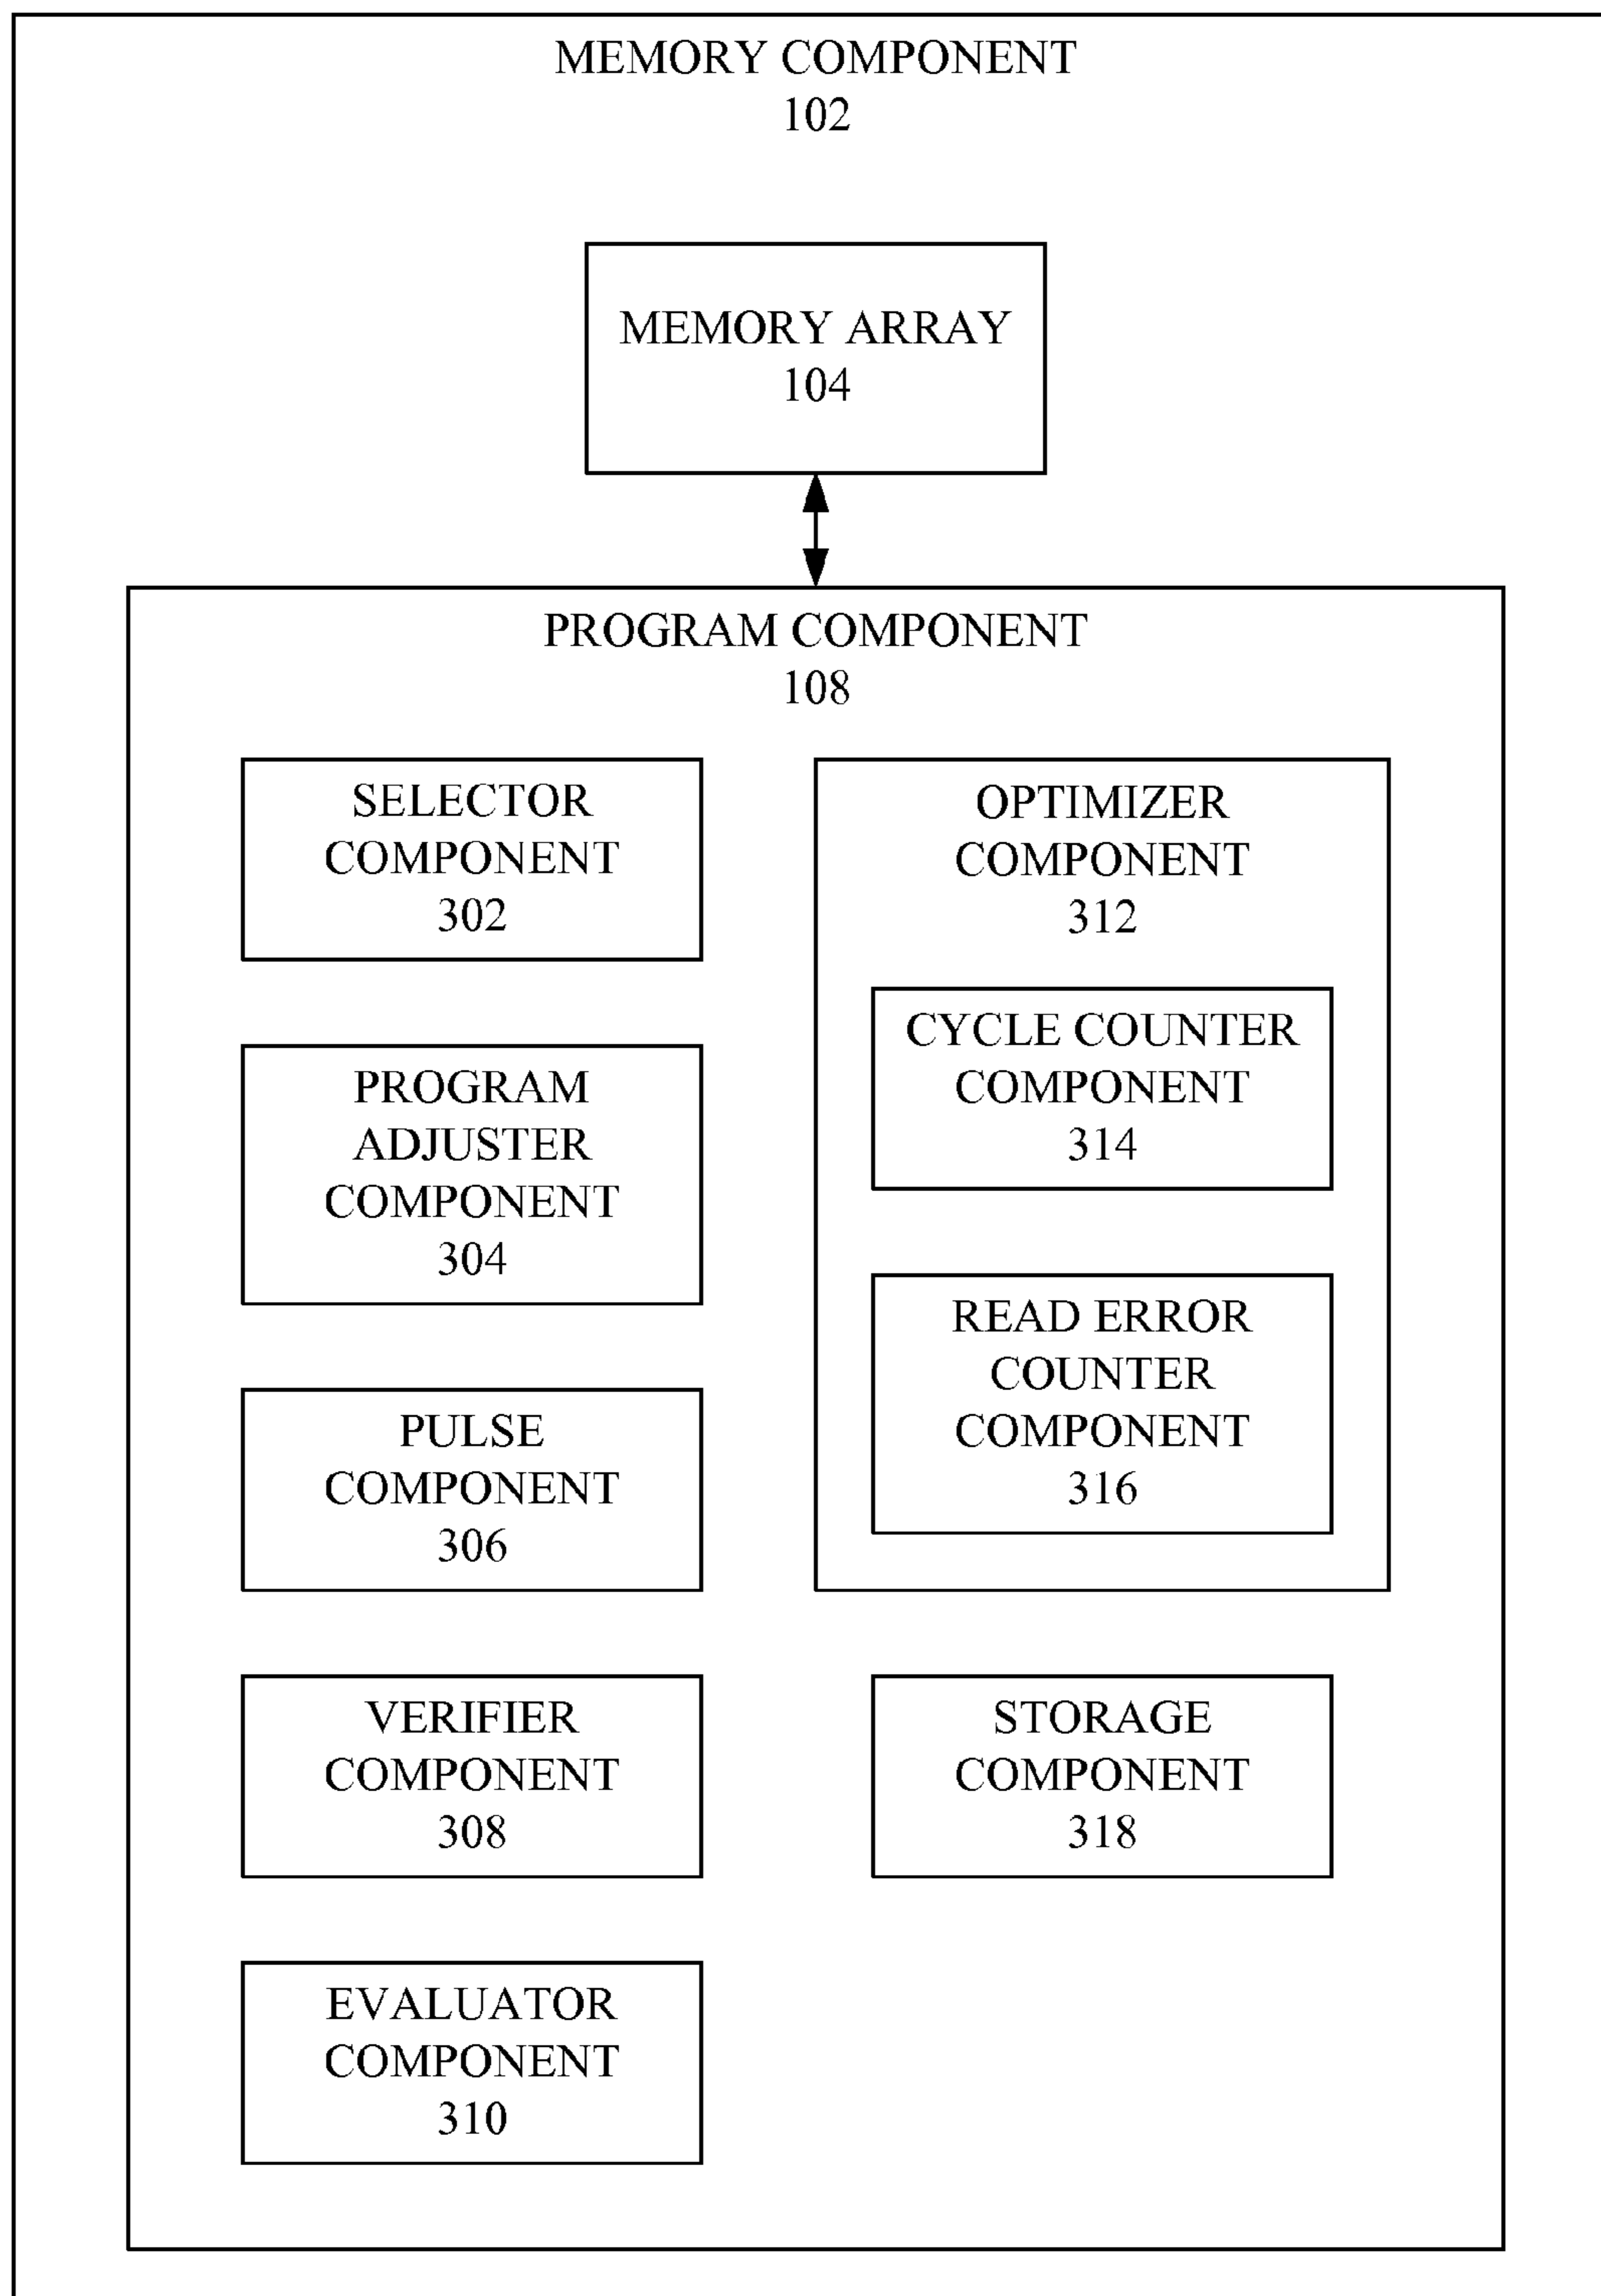 MEMORY COMPONENT
102
MEMORY ARRAY
104
PROGRAM COMPONENT
108
SELECTOR
COMPONENT
302
PROGRAM
ADJUSTER
COMPONENT
304
PULSE
COMPONENT
306
VERIFIER
COMPONENT
308
EVALUATOR
COMPONENT
310
OPTIMIZER
COMPONENT
312
CYCLE COUNTER
COMPONENT
314
READ ERROR
COUNTER
COMPONENT
316
STORAGE
COMPONENT
318